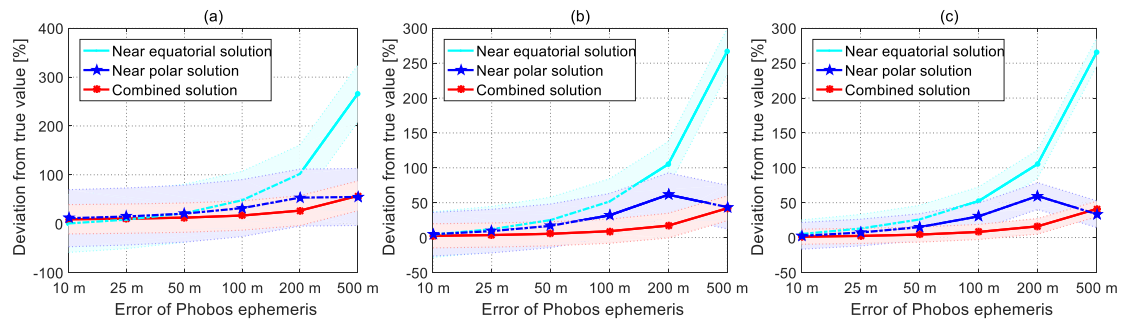 (a)
Deviation from true value [%]
400
300
200
100
0
-100
Near equatorial solution
Near polar solution
Combined solution
10 m 25 m 50 m 100 m 200 m 500 m
Error of Phobos ephemeris
(b)
Deviation from true value [%]
300
250
200
150
100
50
0
-50
Near equatorial solution
Near polar solution
Combined solution
10 m 25 m 50 m 100 m 200 m 500 m
Error of Phobos ephemeris
(c)
Deviation from true value [%]
300
250
200
150
100
50
0
-50
Near equatorial solution
Near polar solution
Combined solution
10 m 25 m 50 m 100 m 200 m 500 m
Error of Phobos ephemeris